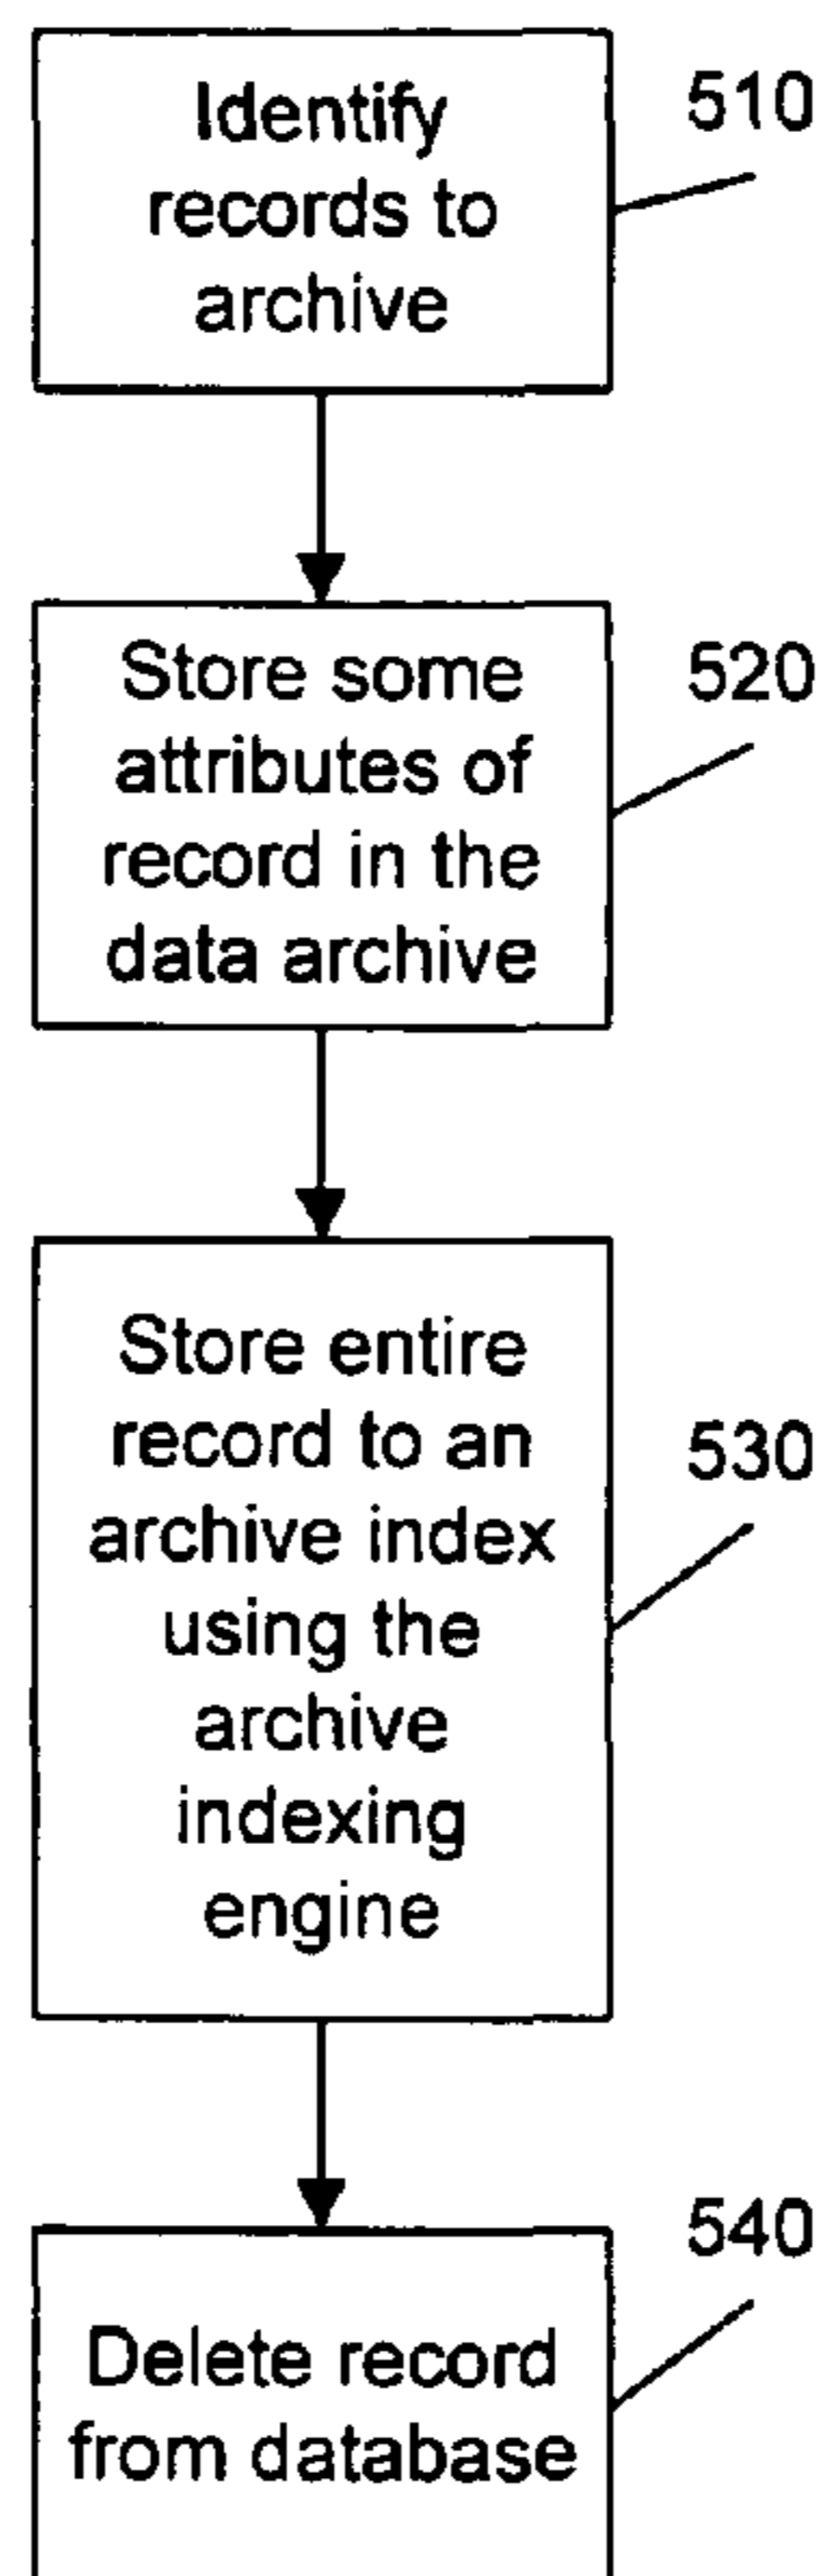 Identify
records to
archive
510
Store some
attributes of
record in the
data archive
520
Store entire
record to an
archive index
using the
archive
indexing
engine
530
Delete record
from database
540